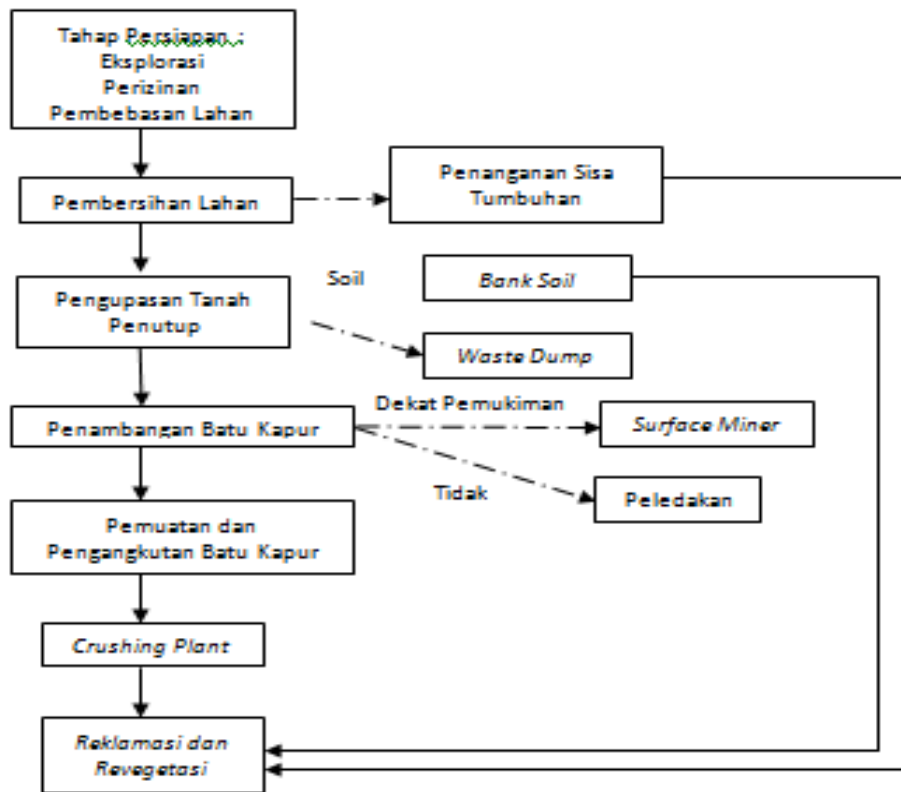 Tahap Persiapan :
Eksplorasi
Perizinan
Pembebasan Lahan
Pembersihan Lahan
Penanganan Sisa
Tumbuhan
Pengupasan Tanah
Penutup
Soil
Bank Soil
Waste Dump
Penambangan Batu Kapur
Dekat Pemukiman
Surface Miner
Tidak
Peledakan
Pemuatan dan
Pengangkutan Batu Kapur
Crushing Plant
Reklamasi dan
Revegetasi